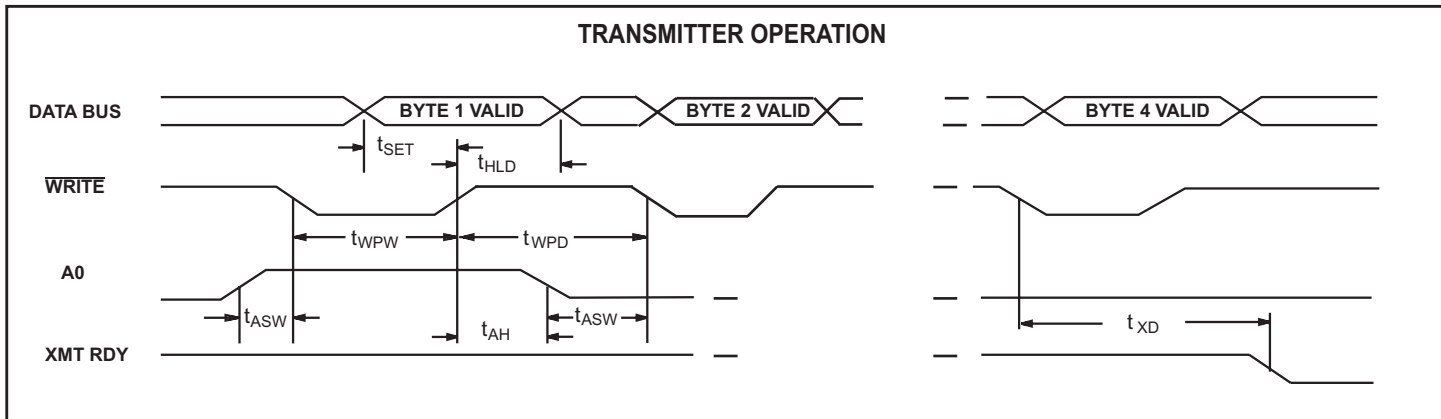 TRANSMITTER OPERATION
DATA BUS
BYTE 1 VALID
BYTE 2 VALID
BYTE 4 VALID
tSET
tHLD
WRITE
tWPW
tWPD
A0
tASW
tAH
tASW
tXD
XMT RDY